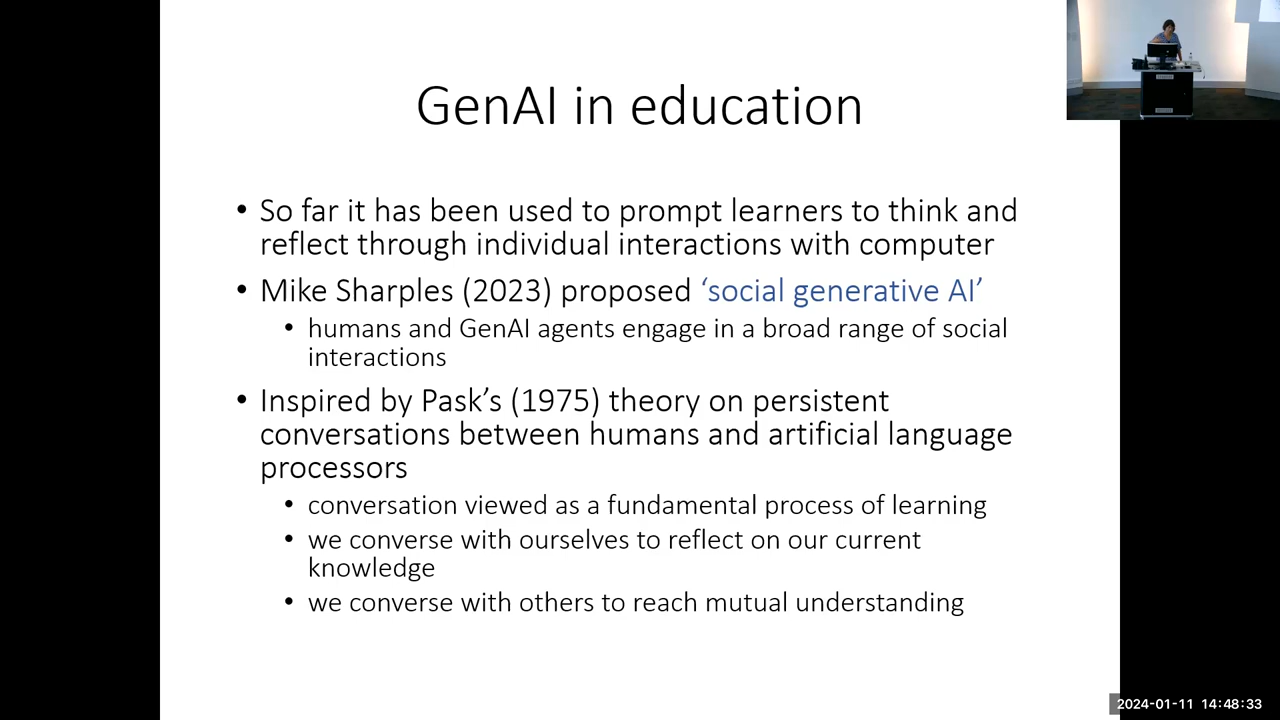 GenAI in education
• So far it has been used to prompt learners to think and
reflect through individual interactions with computer
• Mike Sharples (2023) proposed ‘social generative AI’
• humans and GenAI agents engage in a broad range of social
interactions
• Inspired by Pask’s (1975) theory on persistent
conversations between humans and artificial language
processors
• conversation viewed as a fundamental process of learning
• we converse with ourselves to reflect on our current
knowledge
• we converse with others to reach mutual understanding
2024-01-11 14:48:33